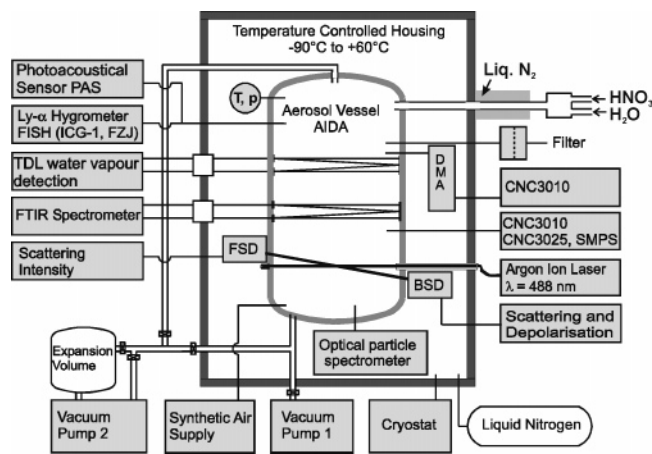 Temperature Controlled Housing
-90°C to +60°C
Photoacoustical
Sensor PAS
Ly-α Hygrometer
FISH (ICG-1, FZJ)
TDL water vapour
detection
FTIR Spectrometer
Scattering
Intensity
T, p
Aerosol Vessel
AIDA
Liq. N₂
HNO₃
H₂O
Filter
DMA
CNC3010
CNC3010
CNC3025, SMPS
FSD
BSD
Argon Ion Laser
λ = 488 nm
Scattering and
Depolarisation
Optical particle
spectrometer
Expansion
Volume
Vacuum
Pump 2
Synthetic Air
Supply
Vacuum
Pump 1
Cryostat
Liquid Nitrogen